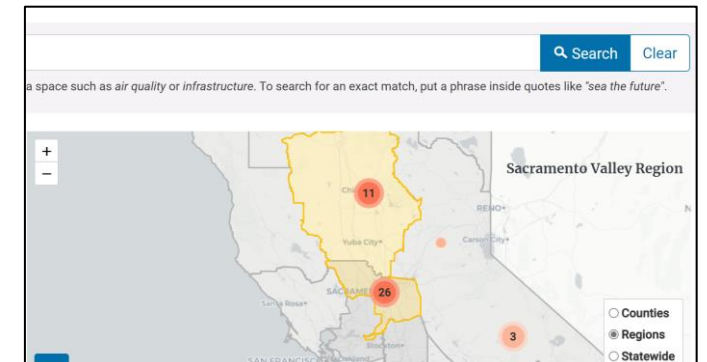 Search Clear
a space such as air quality or infrastructure. To search for an exact match, put a phrase inside quotes like "sea the future".
+
−
Sacramento Valley Region
11
RENO
Yuba City
Carson City
26
Santa Rosa
Counties
3
Regions
Stockton
Statewide